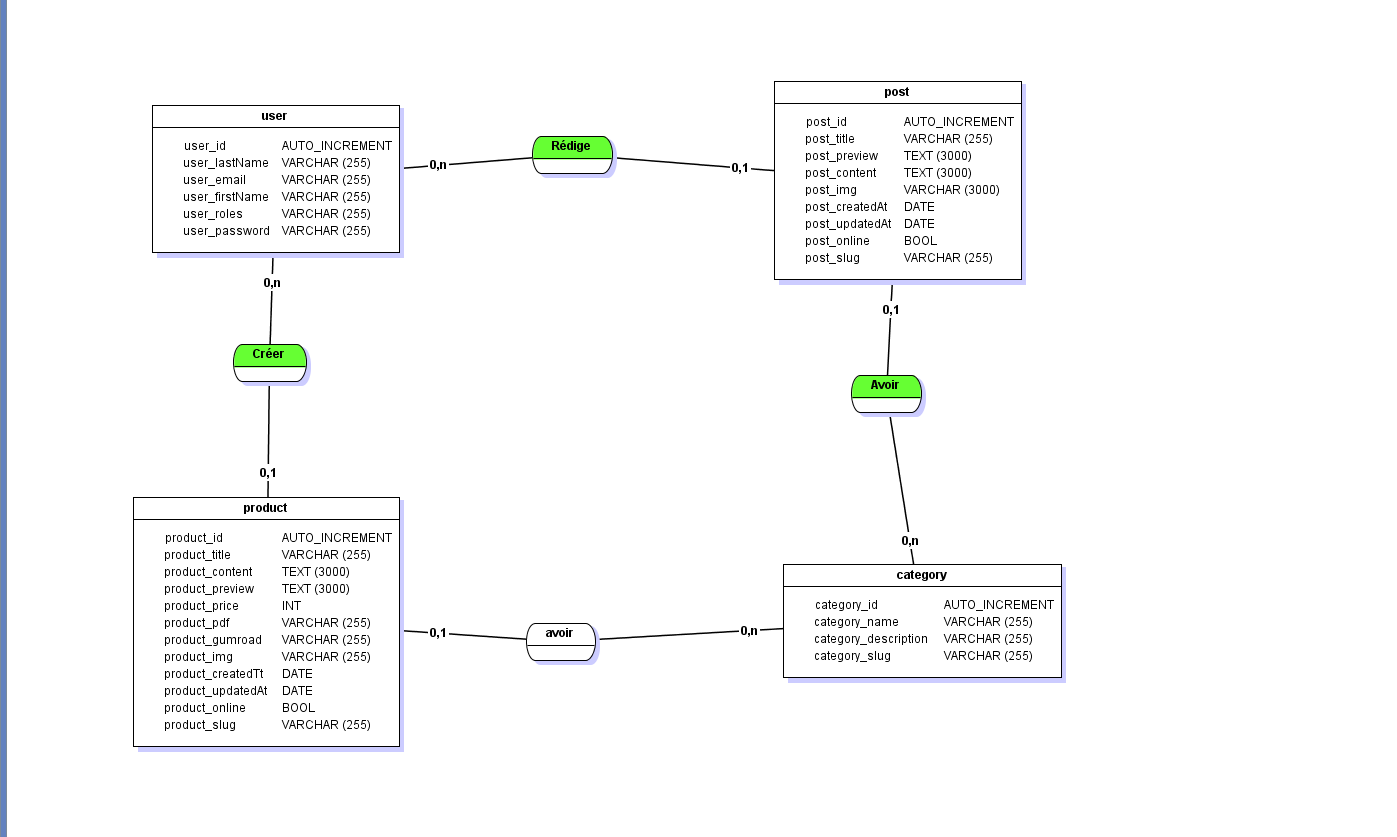 user
user_id AUTO_INCREMENT
user_lastName VARCHAR (255)
user_email VARCHAR (255)
user_firstName VARCHAR (255)
user_roles VARCHAR (255)
user_password VARCHAR (255)
0,n
Rédige
0,1
post
post_id AUTO_INCREMENT
post_title VARCHAR (255)
post_preview TEXT (3000)
post_content TEXT (3000)
post_img VARCHAR (3000)
post_createdAt DATE
post_updatedAt DATE
post_online BOOL
post_slug VARCHAR (255)
0,n
Créer
0,1
0,1
Avoir
0,n
product
product_id AUTO_INCREMENT
product_title VARCHAR (255)
product_content TEXT (3000)
product_preview TEXT (3000)
product_price INT
product_pdf VARCHAR (255)
product_gumroad VARCHAR (255)
product_img VARCHAR (255)
product_createdTt DATE
product_updatedAt DATE
product_online BOOL
product_slug VARCHAR (255)
0,1
avoir
0,n
category
category_id AUTO_INCREMENT
category_name VARCHAR (255)
category_description VARCHAR (255)
category_slug VARCHAR (255)